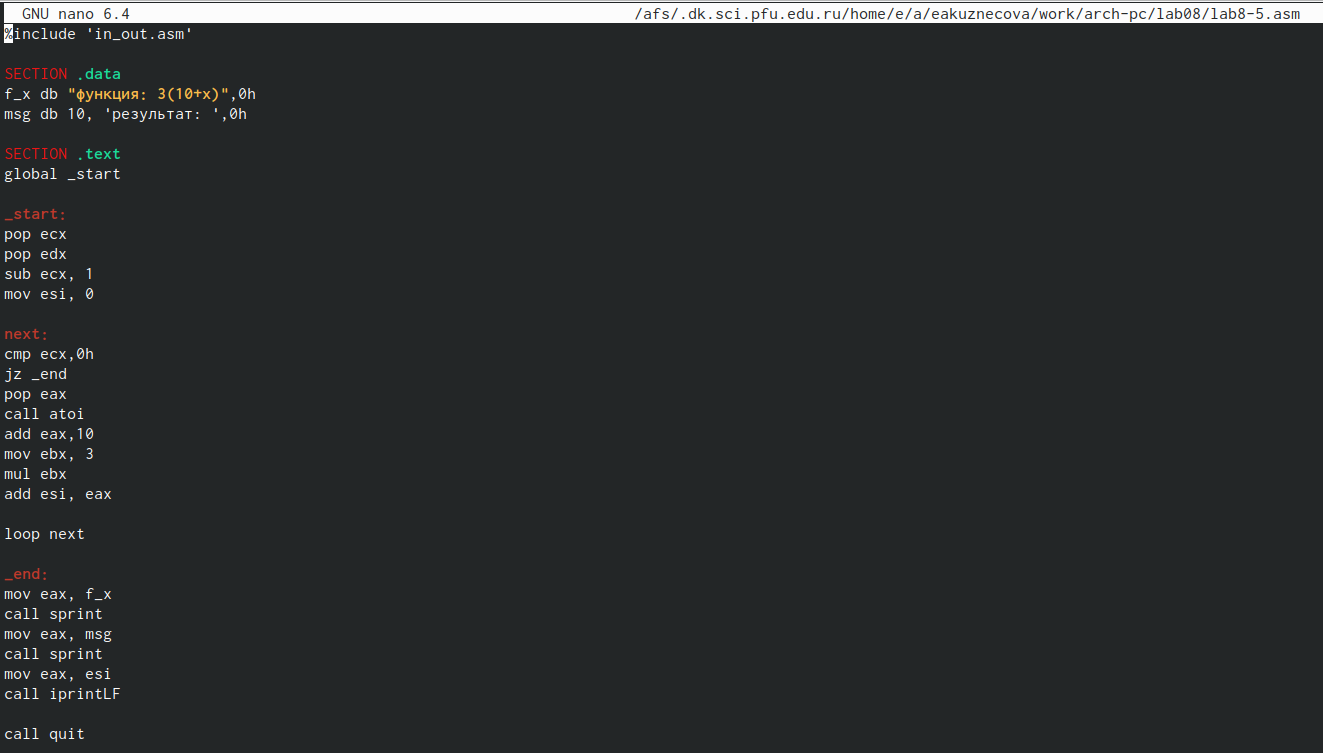 GNU nano 6.4 /afs/.dk.sci.pfu.edu.ru/home/e/a/eakuznecova/work/arch-pc/lab08/lab8-5.asm
%include 'in_out.asm'
SECTION .data
f_x db "функция: 3(10+x)",0h
msg db 10, 'результат: ',0h
SECTION .text
global _start
_start:
pop ecx
pop edx
sub ecx, 1
mov esi, 0
next:
cmp ecx,0h
jz _end
pop eax
call atoi
add eax,10
mov ebx, 3
mul ebx
add esi, eax
loop next
_end:
mov eax, f_x
call sprint
mov eax, msg
call sprint
mov eax, esi
call iprintLF
call quit